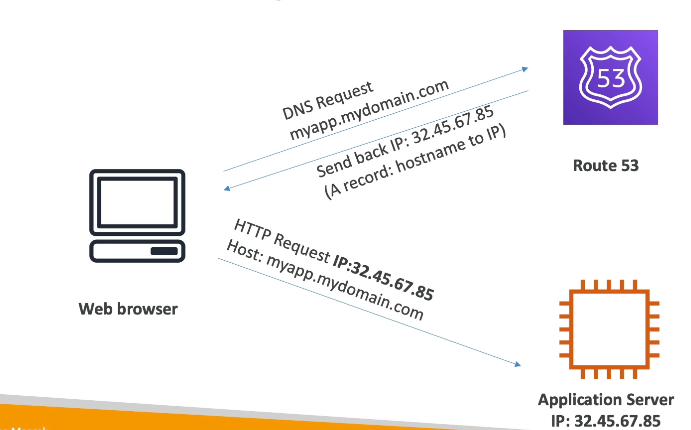 DNS Request
myapp.mydomain.com
Send back IP: 32.45.67.85
(A record: hostname to IP)
53
Route 53
HTTP Request IP:32.45.67.85
Host: myapp.mydomain.com
Web browser
Application Server
IP: 32.45.67.85